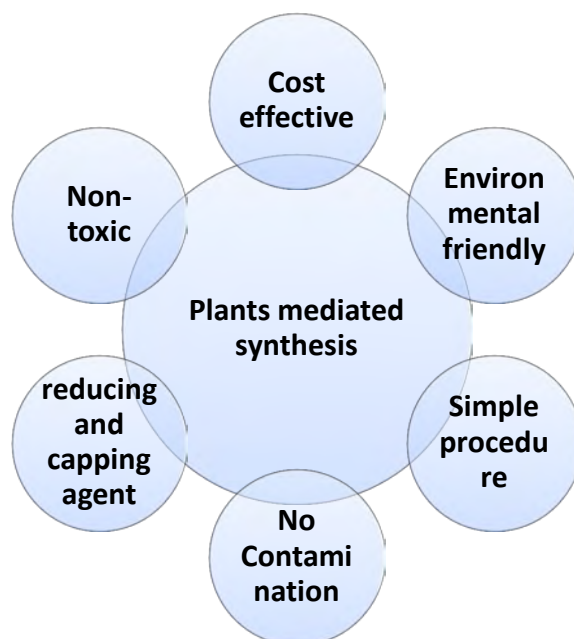 Cost
effective
Environ
mental
friendly
Simple
procedu
re
No
Contami
nation
reducing
and
capping
agent
Non-
toxic
Plants mediated
synthesis